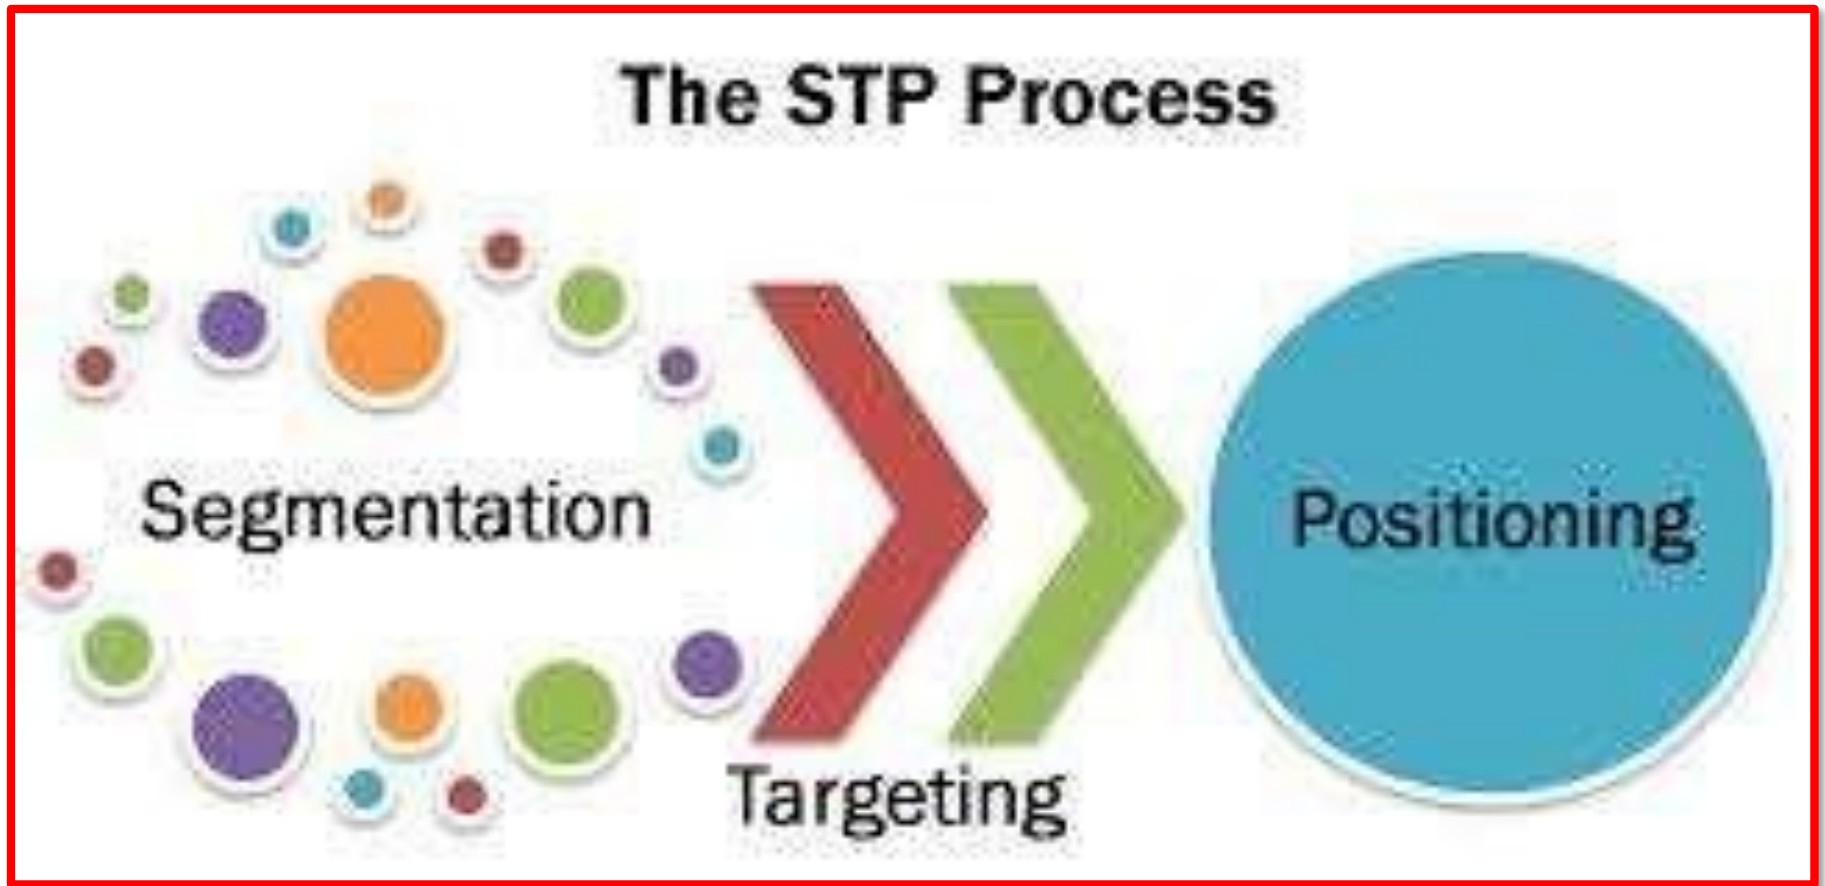 The STP Process
Segmentation
Targeting
Positioning